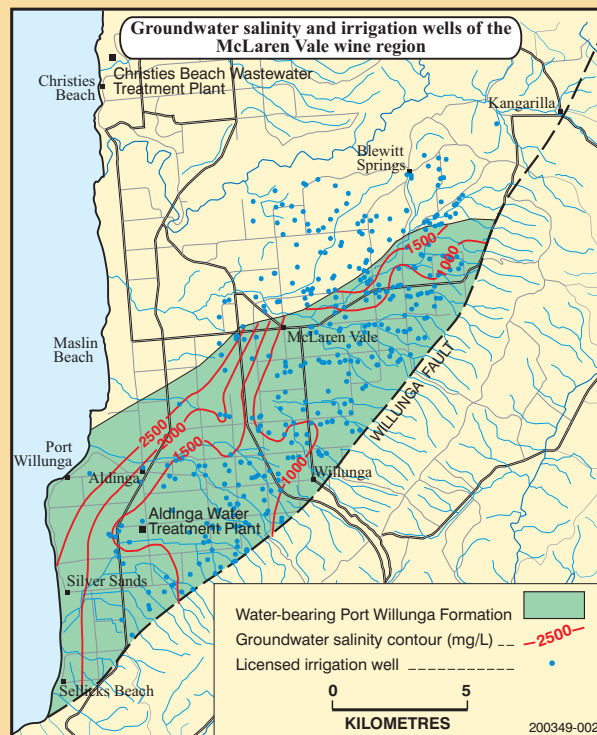 Groundwater salinity and irrigation wells of the
McLaren Vale wine region
Christies Beach Wastewater
Treatment Plant
Christies
Beach
Kangarilla
Blewitt
Springs
1500
1000
McLaren Vale
Maslin
Beach
WILLUNGA FAULT
2500
2000
1500
Port
Willunga
Aldinga
1000
Willunga
Aldinga Water
Treatment Plant
Silver Sands
Sellicks Beach
Water-bearing Port Willunga Formation
Groundwater salinity contour (mg/L)
2500
Licensed irrigation well
0 5
KILOMETRES
200349-002